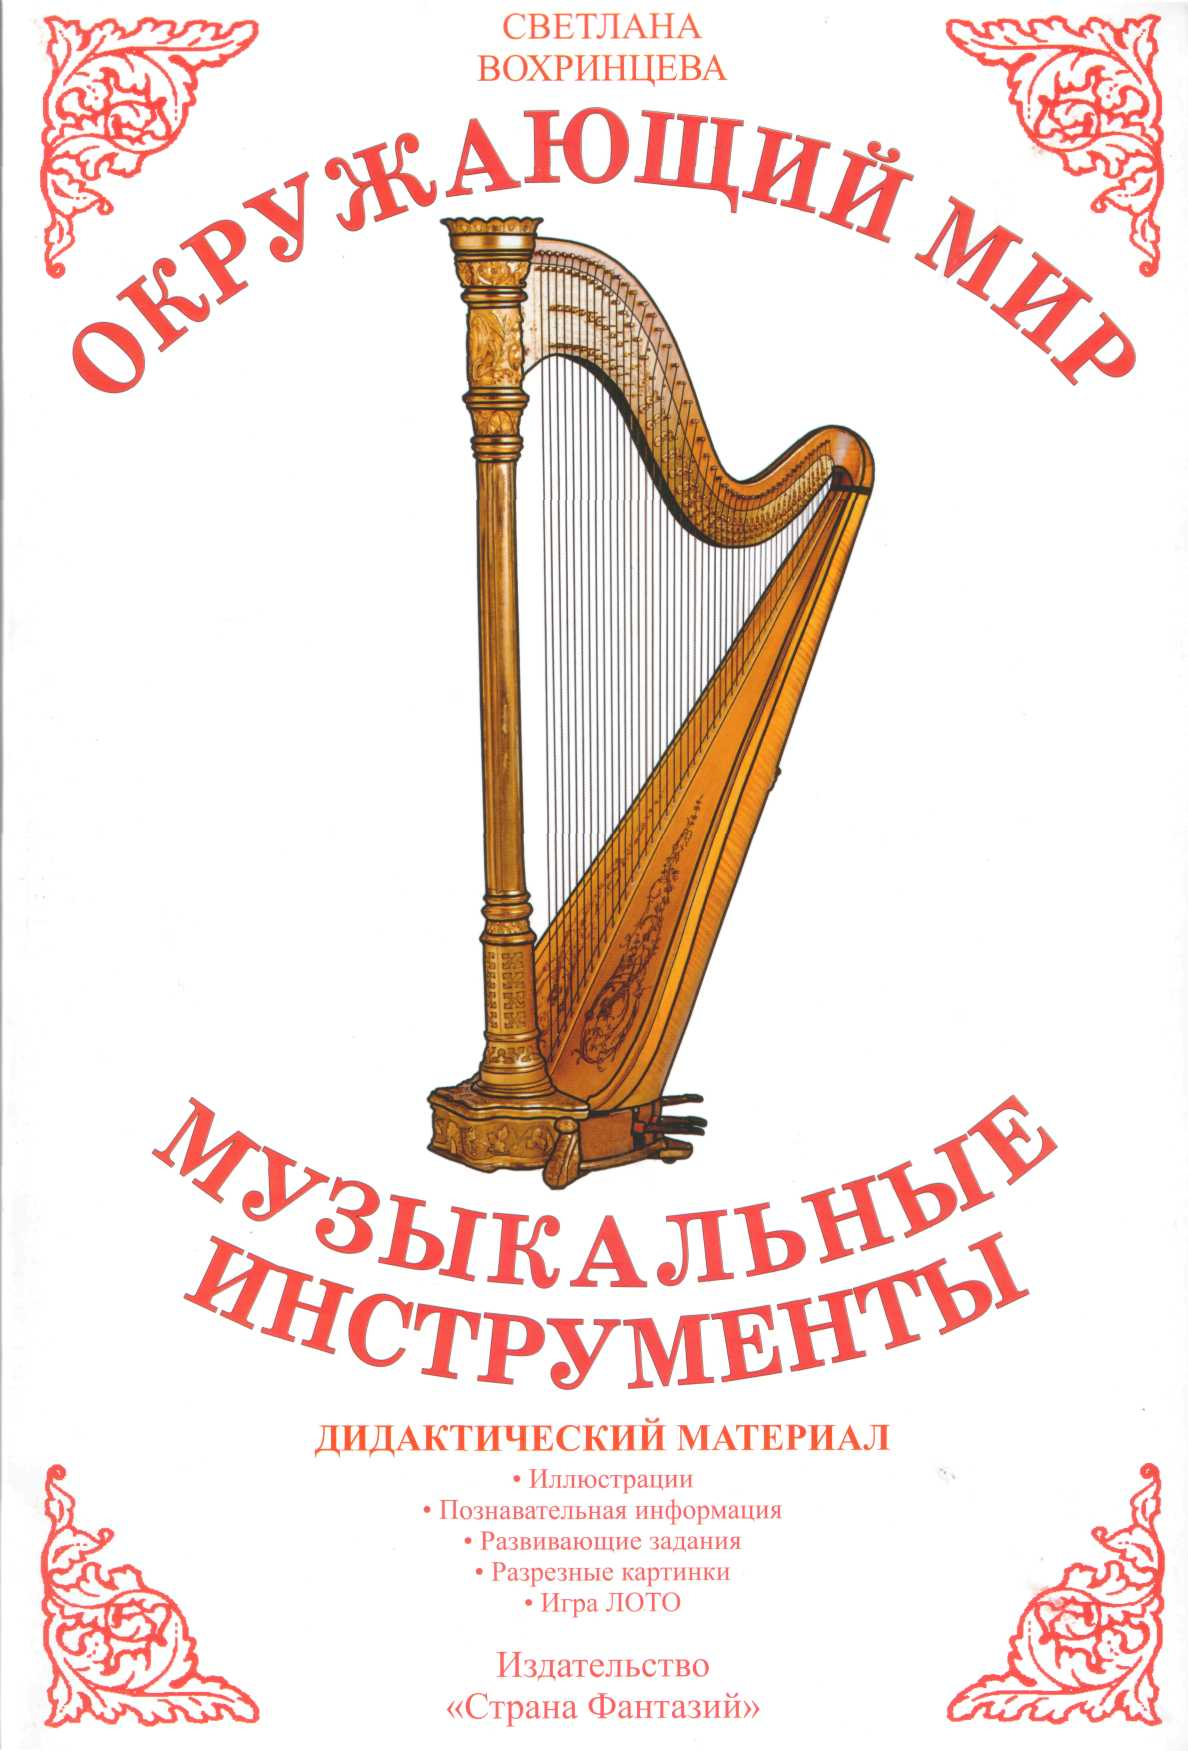 СВЕТЛАНА
ВОХРИНЦЕВА
ОКРУЖАЮЩИЙ МИР
МУЗЫКАЛЬНЫЕ
ИНСТРУМЕНТЫ
ДИДАКТИЧЕСКИЙ МАТЕРИАЛ
• Иллюстрации
• Познавательная информация
• Развивающие задания
• Разрезные картинки
• Игра ЛОТО
Издательство
«Страна Фантазий»